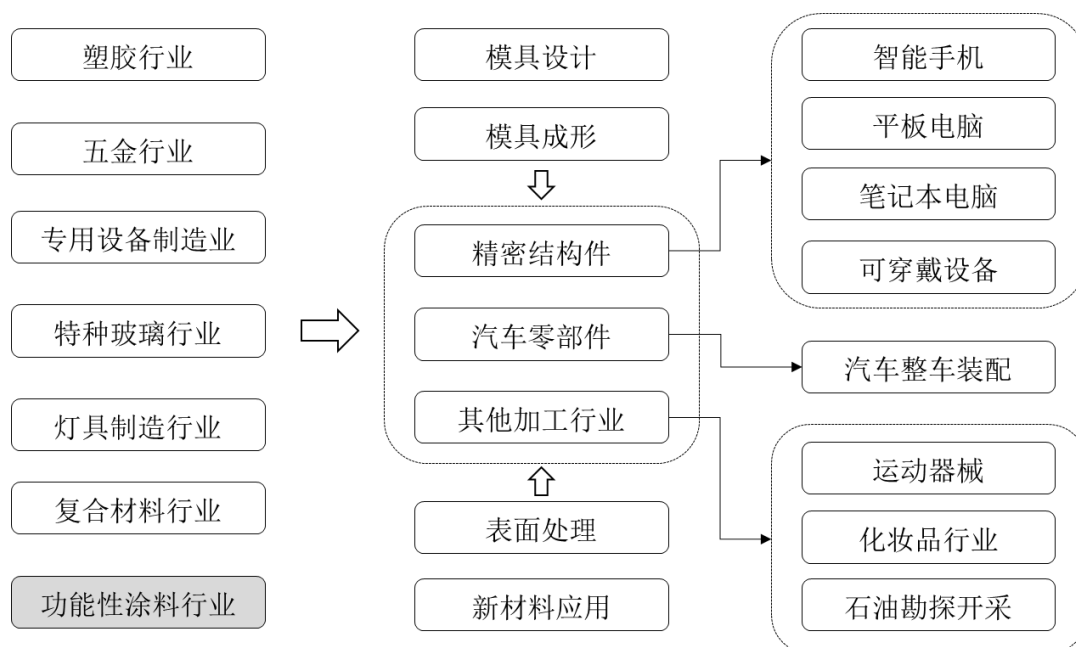 塑胶行业
五金行业
专用设备制造业
特种玻璃行业
灯具制造行业
复合材料行业
功能性涂料行业
模具设计
模具成形
精密结构件
汽车零部件
其他加工行业
表面处理
新材料应用
智能手机
平板电脑
笔记本电脑
可穿戴设备
汽车整车装配
运动器械
化妆品行业
石油勘探开采